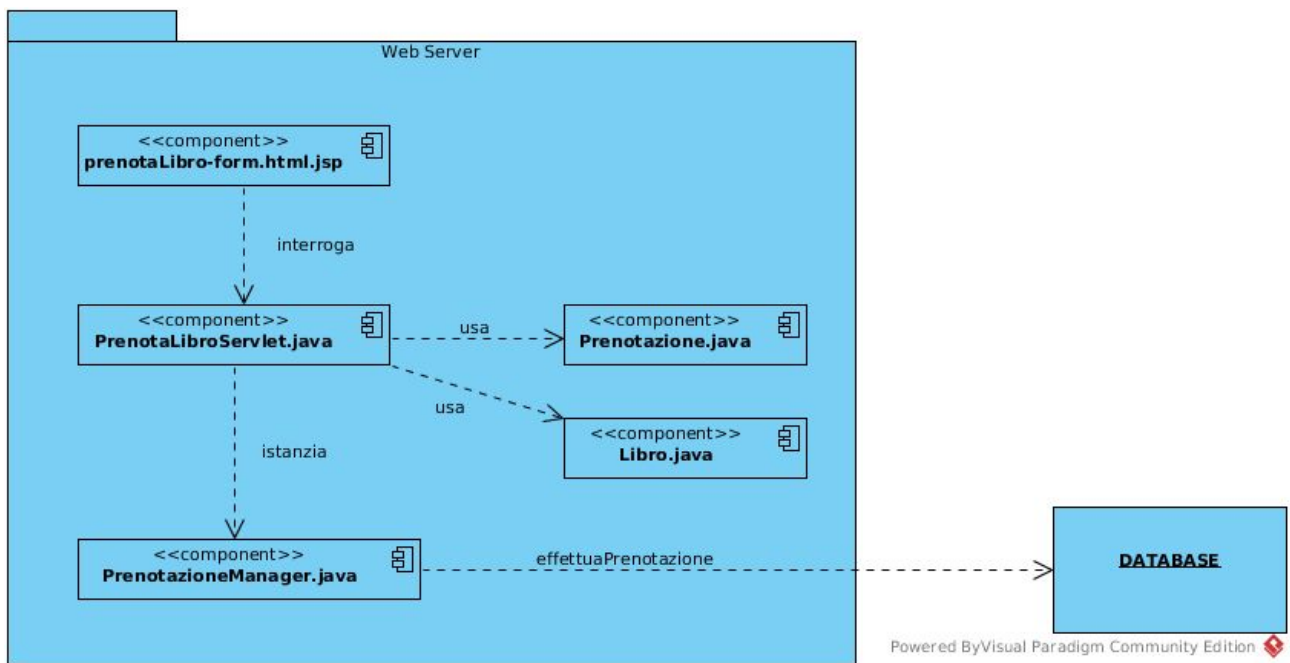 Web Server
<<component>>
prenotaLibro-form.html.jsp
interroga
<<component>>
PrenotaLibroServlet.java
usa
<<component>>
Prenotazione.java
usa
<<component>>
Libro.java
istanzia
<<component>>
PrenotazioneManager.java
effettuaPrenotazione
DATABASE
Powered ByVisual Paradigm Community Edition